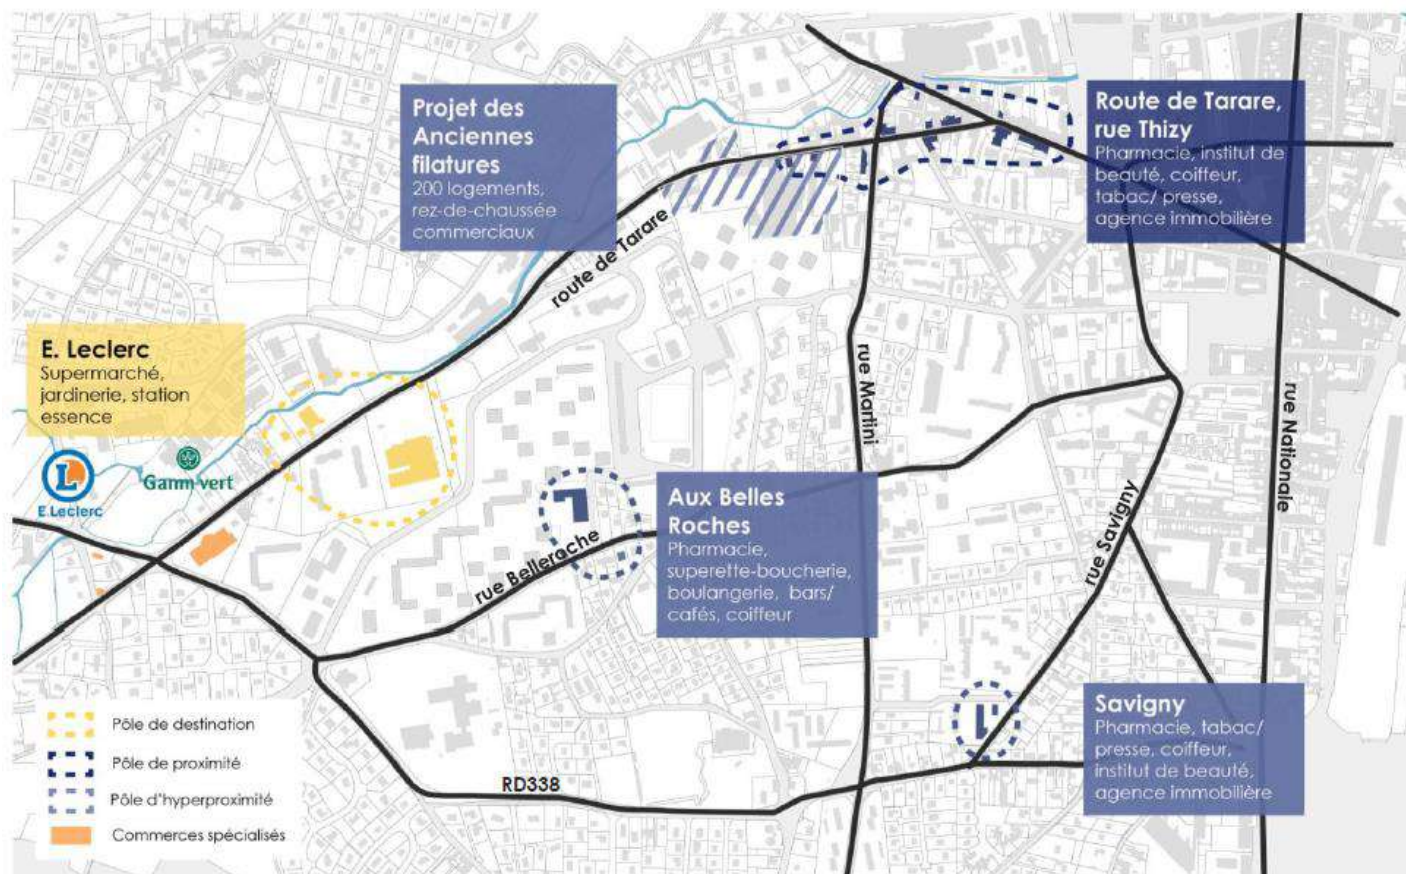 Projet des
Anciennes
filatures
200 logements,
rez-de-chaussée
commerciaux
Route de Tarare,
rue Thizy
Pharmacie, institut de
beauté, coiffeur,
tabac/ presse,
agence immobilière
route de Tarare
E. Leclerc
Supermarché,
jardinerie, station
essence
Gamm vert
L
E.Leclerc
rue Martini
rue Nationale
Aux Belles
Roches
Pharmacie,
superette-boucherie,
boulangerie, bars/
cafés, coiffeur
rue Belleroche
rue Savigny
Savigny
Pharmacie, tabac/
presse, coiffeur,
institut de beauté,
agence immobilière
RD338
Pôle de destination
Pôle de proximité
Pôle d'hyperproximité
Commerces spécialisés